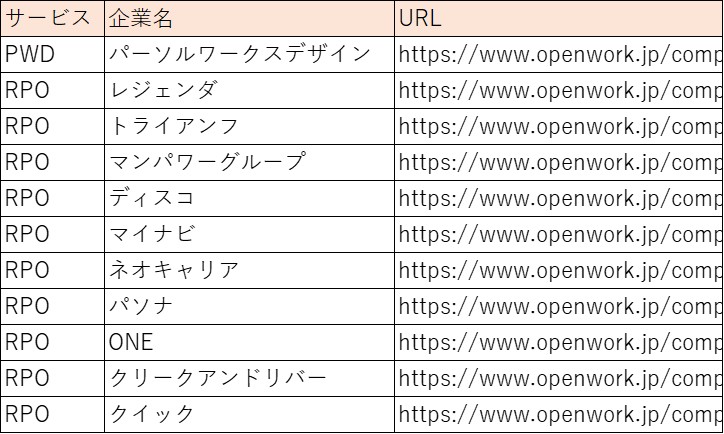 サービス 企業名 URL
PWD パーソルワークスデザイン https://www.openwork.jp/comp
RPO レジェンダ https://www.openwork.jp/comp
RPO トライアンフ https://www.openwork.jp/comp
RPO マンパワーグループ https://www.openwork.jp/comp
RPO ディスコ https://www.openwork.jp/comp
RPO マイナビ https://www.openwork.jp/comp
RPO ネオキャリア https://www.openwork.jp/comp
RPO パソナ https://www.openwork.jp/comp
RPO ONE https://www.openwork.jp/comp
RPO クリークアンドリバー https://www.openwork.jp/comp
RPO クイック https://www.openwork.jp/comp